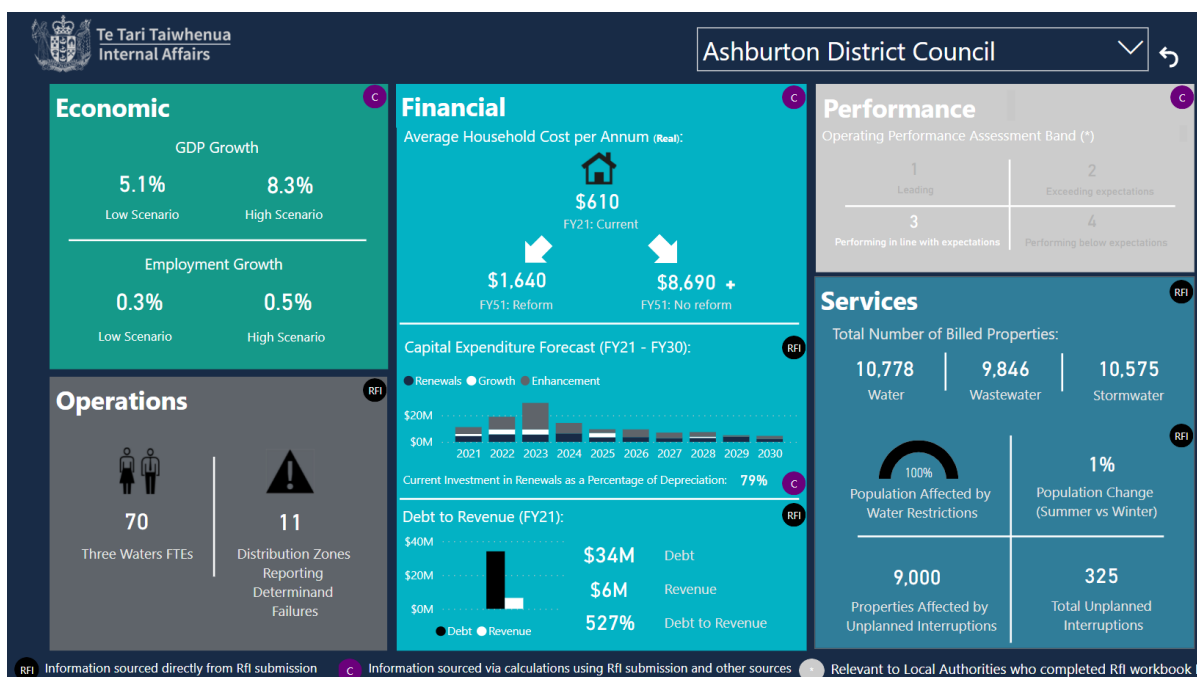 Te Tari Taiwhenua
Internal Affairs
Ashburton District Council
Economic
C
GDP Growth
5.1%
8.3%
Low Scenario
High Scenario
Employment Growth
0.3%
0.5%
Low Scenario
High Scenario
Operations
RFI
70
11
Three Waters FTEs
Distribution Zones
Reporting
Determinand
Failures
Financial
C
Average Household Cost per Annum (Real):
$610
FY21: Current
$1,640
$8,690 +
FY51: Reform
FY51: No reform
Capital Expenditure Forecast (FY21 - FY30):
RFI
Renewals Growth Enhancement
$20M
$0M
2021 2022 2023 2024 2025 2026 2027 2028 2029 2030
Current Investment in Renewals as a Percentage of Depreciation: 79%
C
Debt to Revenue (FY21):
RFI
$40M
$20M
$0M
Debt Revenue
$34M Debt
$6M Revenue
527% Debt to Revenue
Performance
C
Operating Performance Assessment Band (*)
1
Leading
2
Exceeding expectations
3
Performing in line with expectations
4
Performing below expectations
Services
RFI
Total Number of Billed Properties:
10,778
9,846
10,575
Water
Wastewater
Stormwater
RFI
100%
Population Affected by
Water Restrictions
1%
Population Change
(Summer vs Winter)
9,000
Properties Affected by
Unplanned Interruptions
325
Total Unplanned
Interruptions
RFI Information sourced directly from RfI submission
C Information sourced via calculations using RfI submission and other sources
* Relevant to Local Authorities who completed RfI workbook